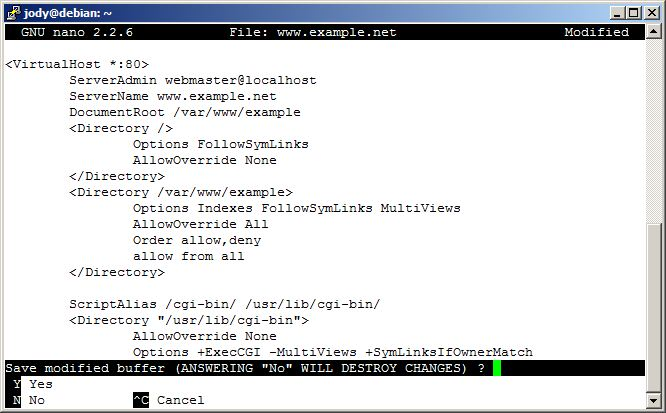 jody@debian: ~
GNU nano 2.2.6 File: www.example.net Modified
<VirtualHost *:80>
ServerAdmin webmaster@localhost
ServerName www.example.net
DocumentRoot /var/www/example
<Directory />
Options FollowSymLinks
AllowOverride None
</Directory>
<Directory /var/www/example>
Options Indexes FollowSymLinks MultiViews
AllowOverride All
Order allow,deny
allow from all
</Directory>
ScriptAlias /cgi-bin/ /usr/lib/cgi-bin/
<Directory "/usr/lib/cgi-bin">
AllowOverride None
Options +ExecCGI -MultiViews +SymLinksIfOwnerMatch
Save modified buffer (ANSWERING "No" WILL DESTROY CHANGES) ?
Y Yes
N No ^C Cancel